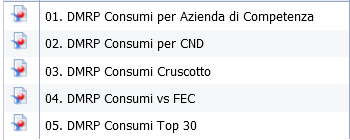 01. DMRP Consumi per Azienda di Competenza
02. DMRP Consumi per CND
03. DMRP Consumi Cruscotto
04. DMRP Consumi vs FEC
05. DMRP Consumi Top 30